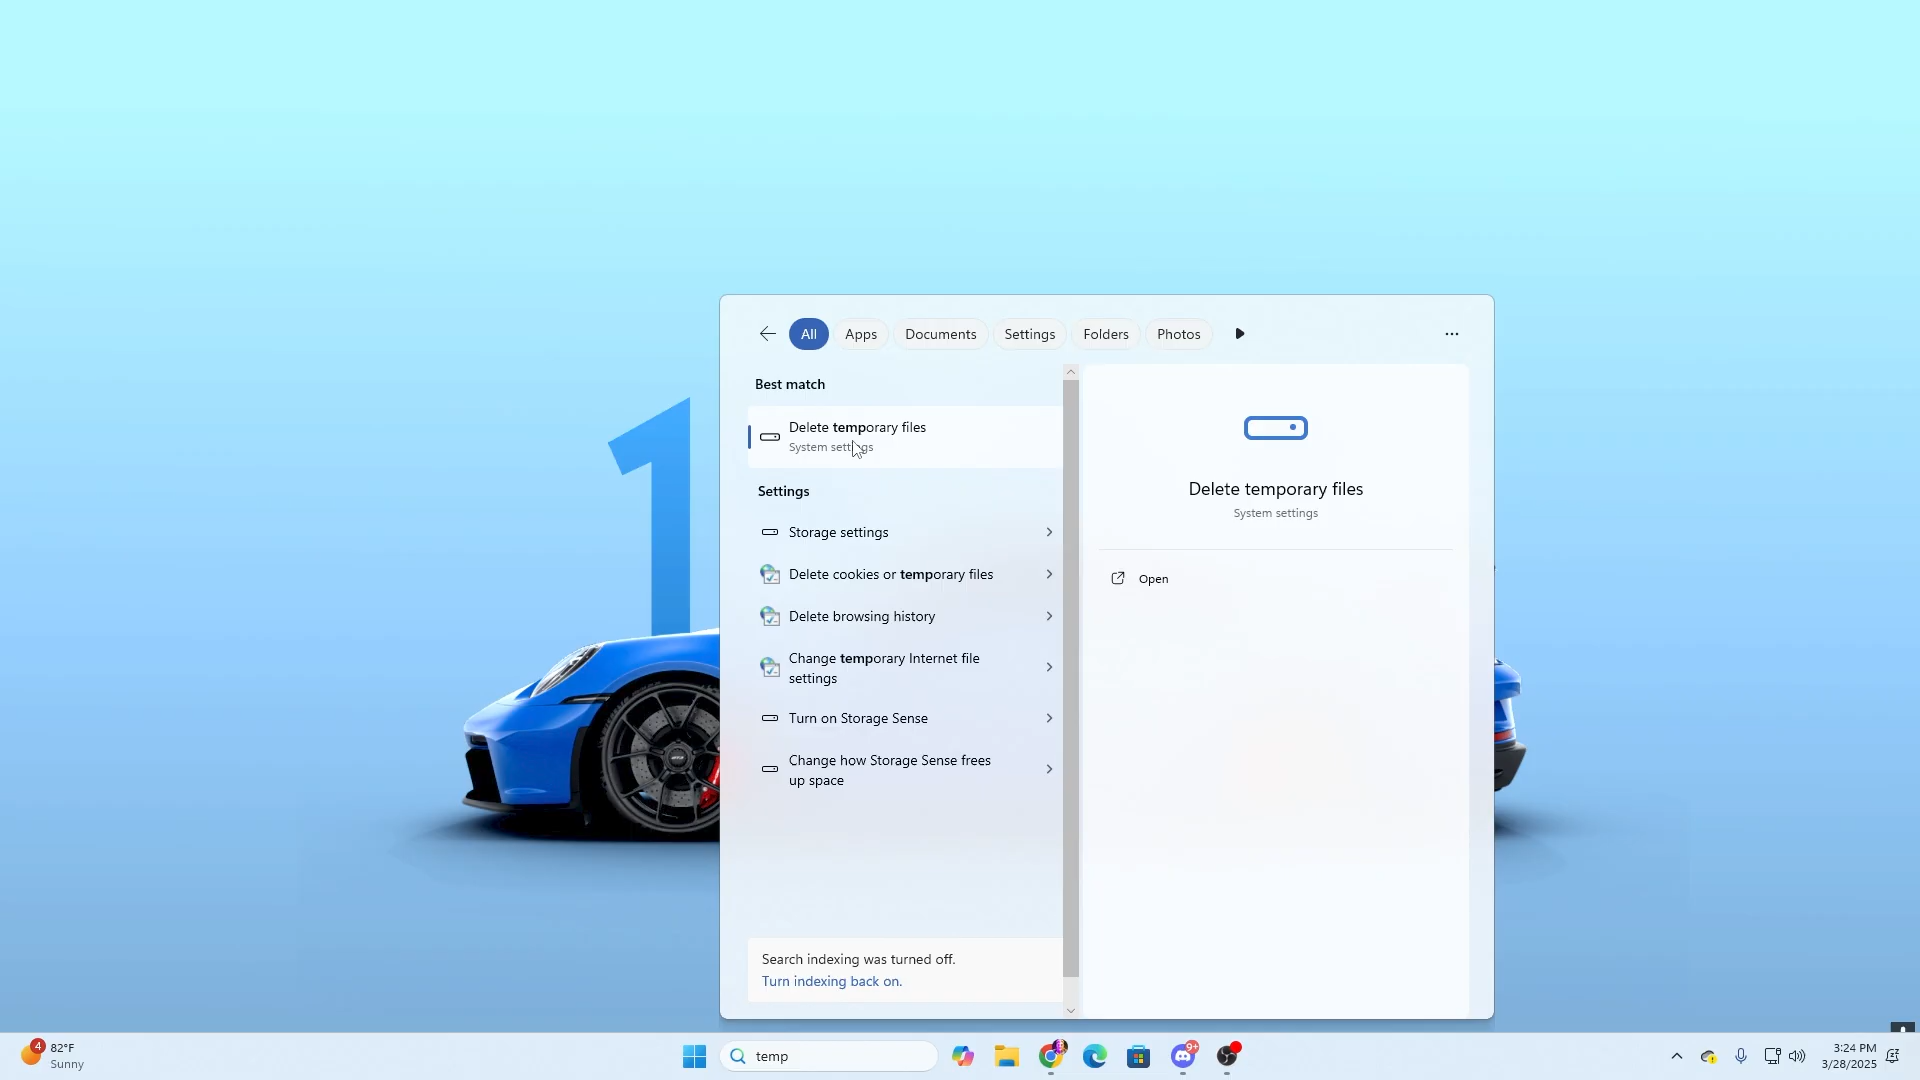 All
Apps
Documents
Settings
Folders
Photos
Best match
Delete temporary files
System settings
Settings
Storage settings
Delete cookies or temporary files
Delete browsing history
Change temporary Internet file
settings
Turn on Storage Sense
Change how Storage Sense frees
up space
Search indexing was turned off.
Turn indexing back on.
Delete temporary files
System settings
Open
4
82°F
Sunny
temp
9+
3:24 PM
3/28/2025